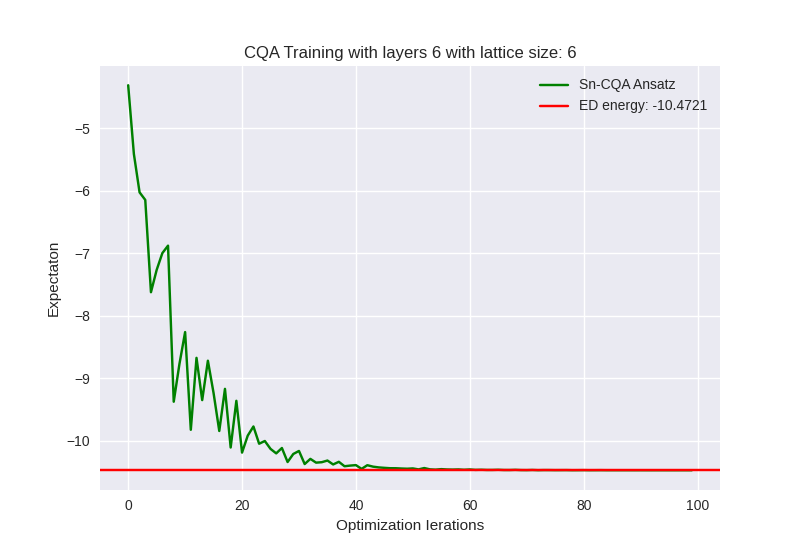 CQA Training with layers 6 with lattice size: 6
Sn-CQA Ansatz
ED energy: -10.4721
−5
−6
−7
−8
−9
−10
Expectaton
0 20 40 60 80 100
Optimization Ierations